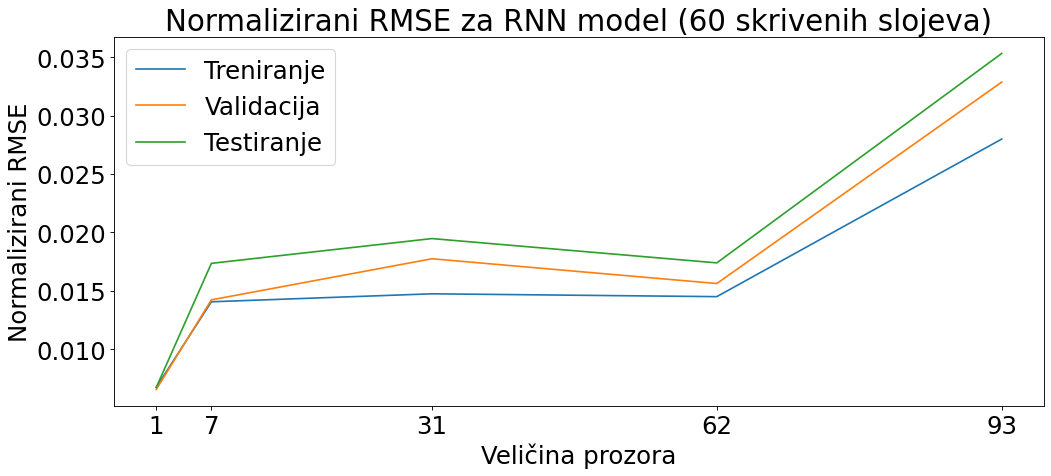 Normalizirani RMSE za RNN model (60 skrivenih slojeva)
Normalizirani RMSE
0.035
0.030
0.025
0.020
0.015
0.010
Treniranje
Validacija
Testiranje
1 7 31 62 93
Veličina prozora